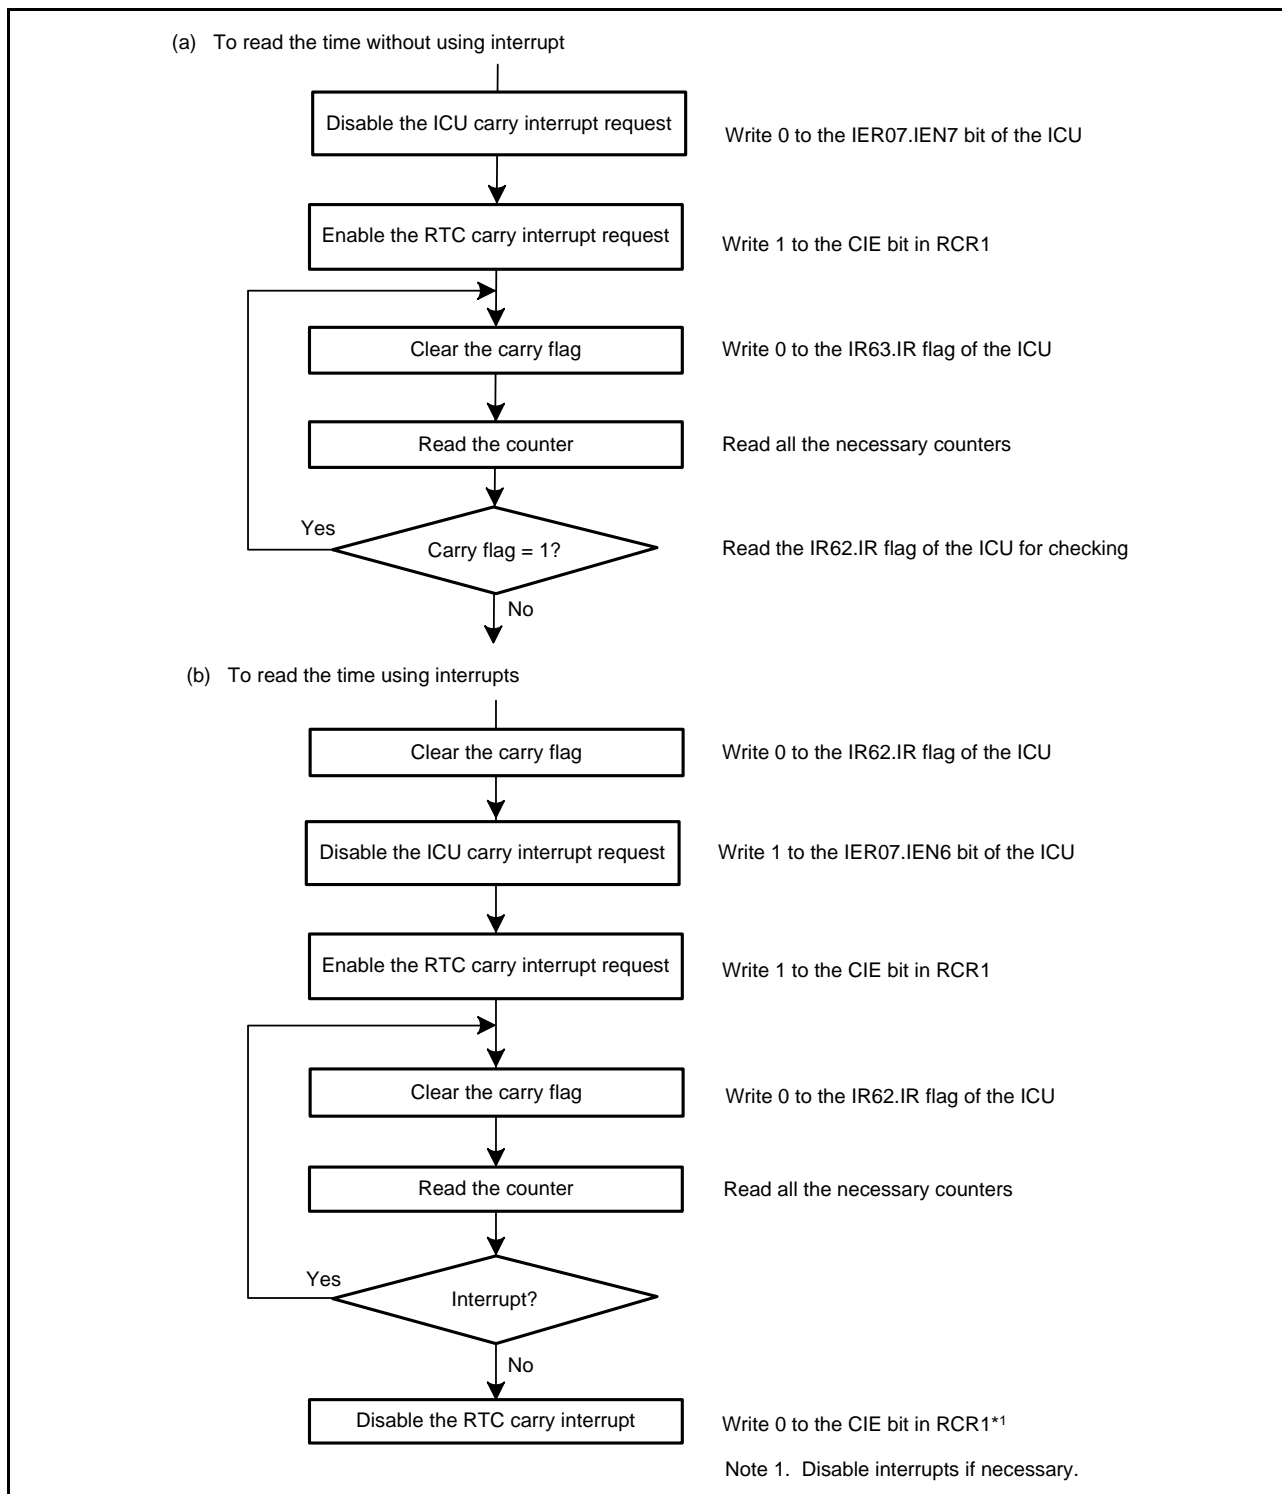 (a) To read the time without using interrupt
Disable the ICU carry interrupt request
Write 0 to the IER07.IEN7 bit of the ICU
Enable the RTC carry interrupt request
Write 1 to the CIE bit in RCR1
Clear the carry flag
Write 0 to the IR63.IR flag of the ICU
Read the counter
Read all the necessary counters
Yes
Carry flag = 1?
Read the IR62.IR flag of the ICU for checking
No
(b) To read the time using interrupts
Clear the carry flag
Write 0 to the IR62.IR flag of the ICU
Disable the ICU carry interrupt request
Write 1 to the IER07.IEN6 bit of the ICU
Enable the RTC carry interrupt request
Write 1 to the CIE bit in RCR1
Clear the carry flag
Write 0 to the IR62.IR flag of the ICU
Read the counter
Read all the necessary counters
Yes
Interrupt?
No
Disable the RTC carry interrupt
Write 0 to the CIE bit in RCR1*1
Note 1. Disable interrupts if necessary.